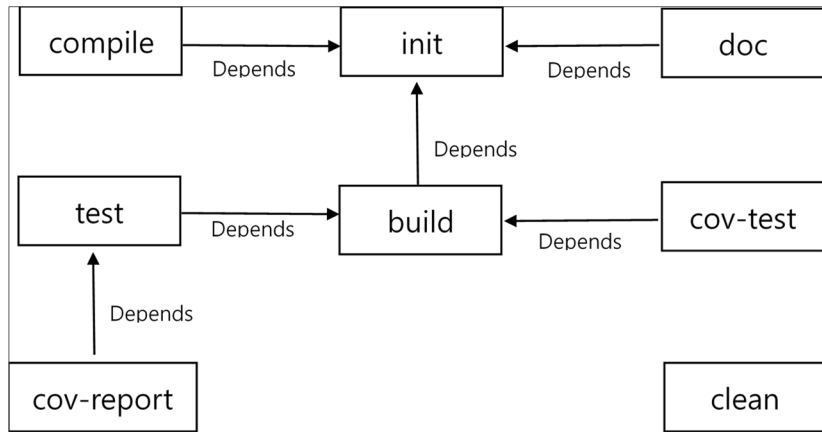 compile
init
doc
Depends
Depends
Depends
test
build
cov-test
Depends
Depends
Depends
cov-report
clean